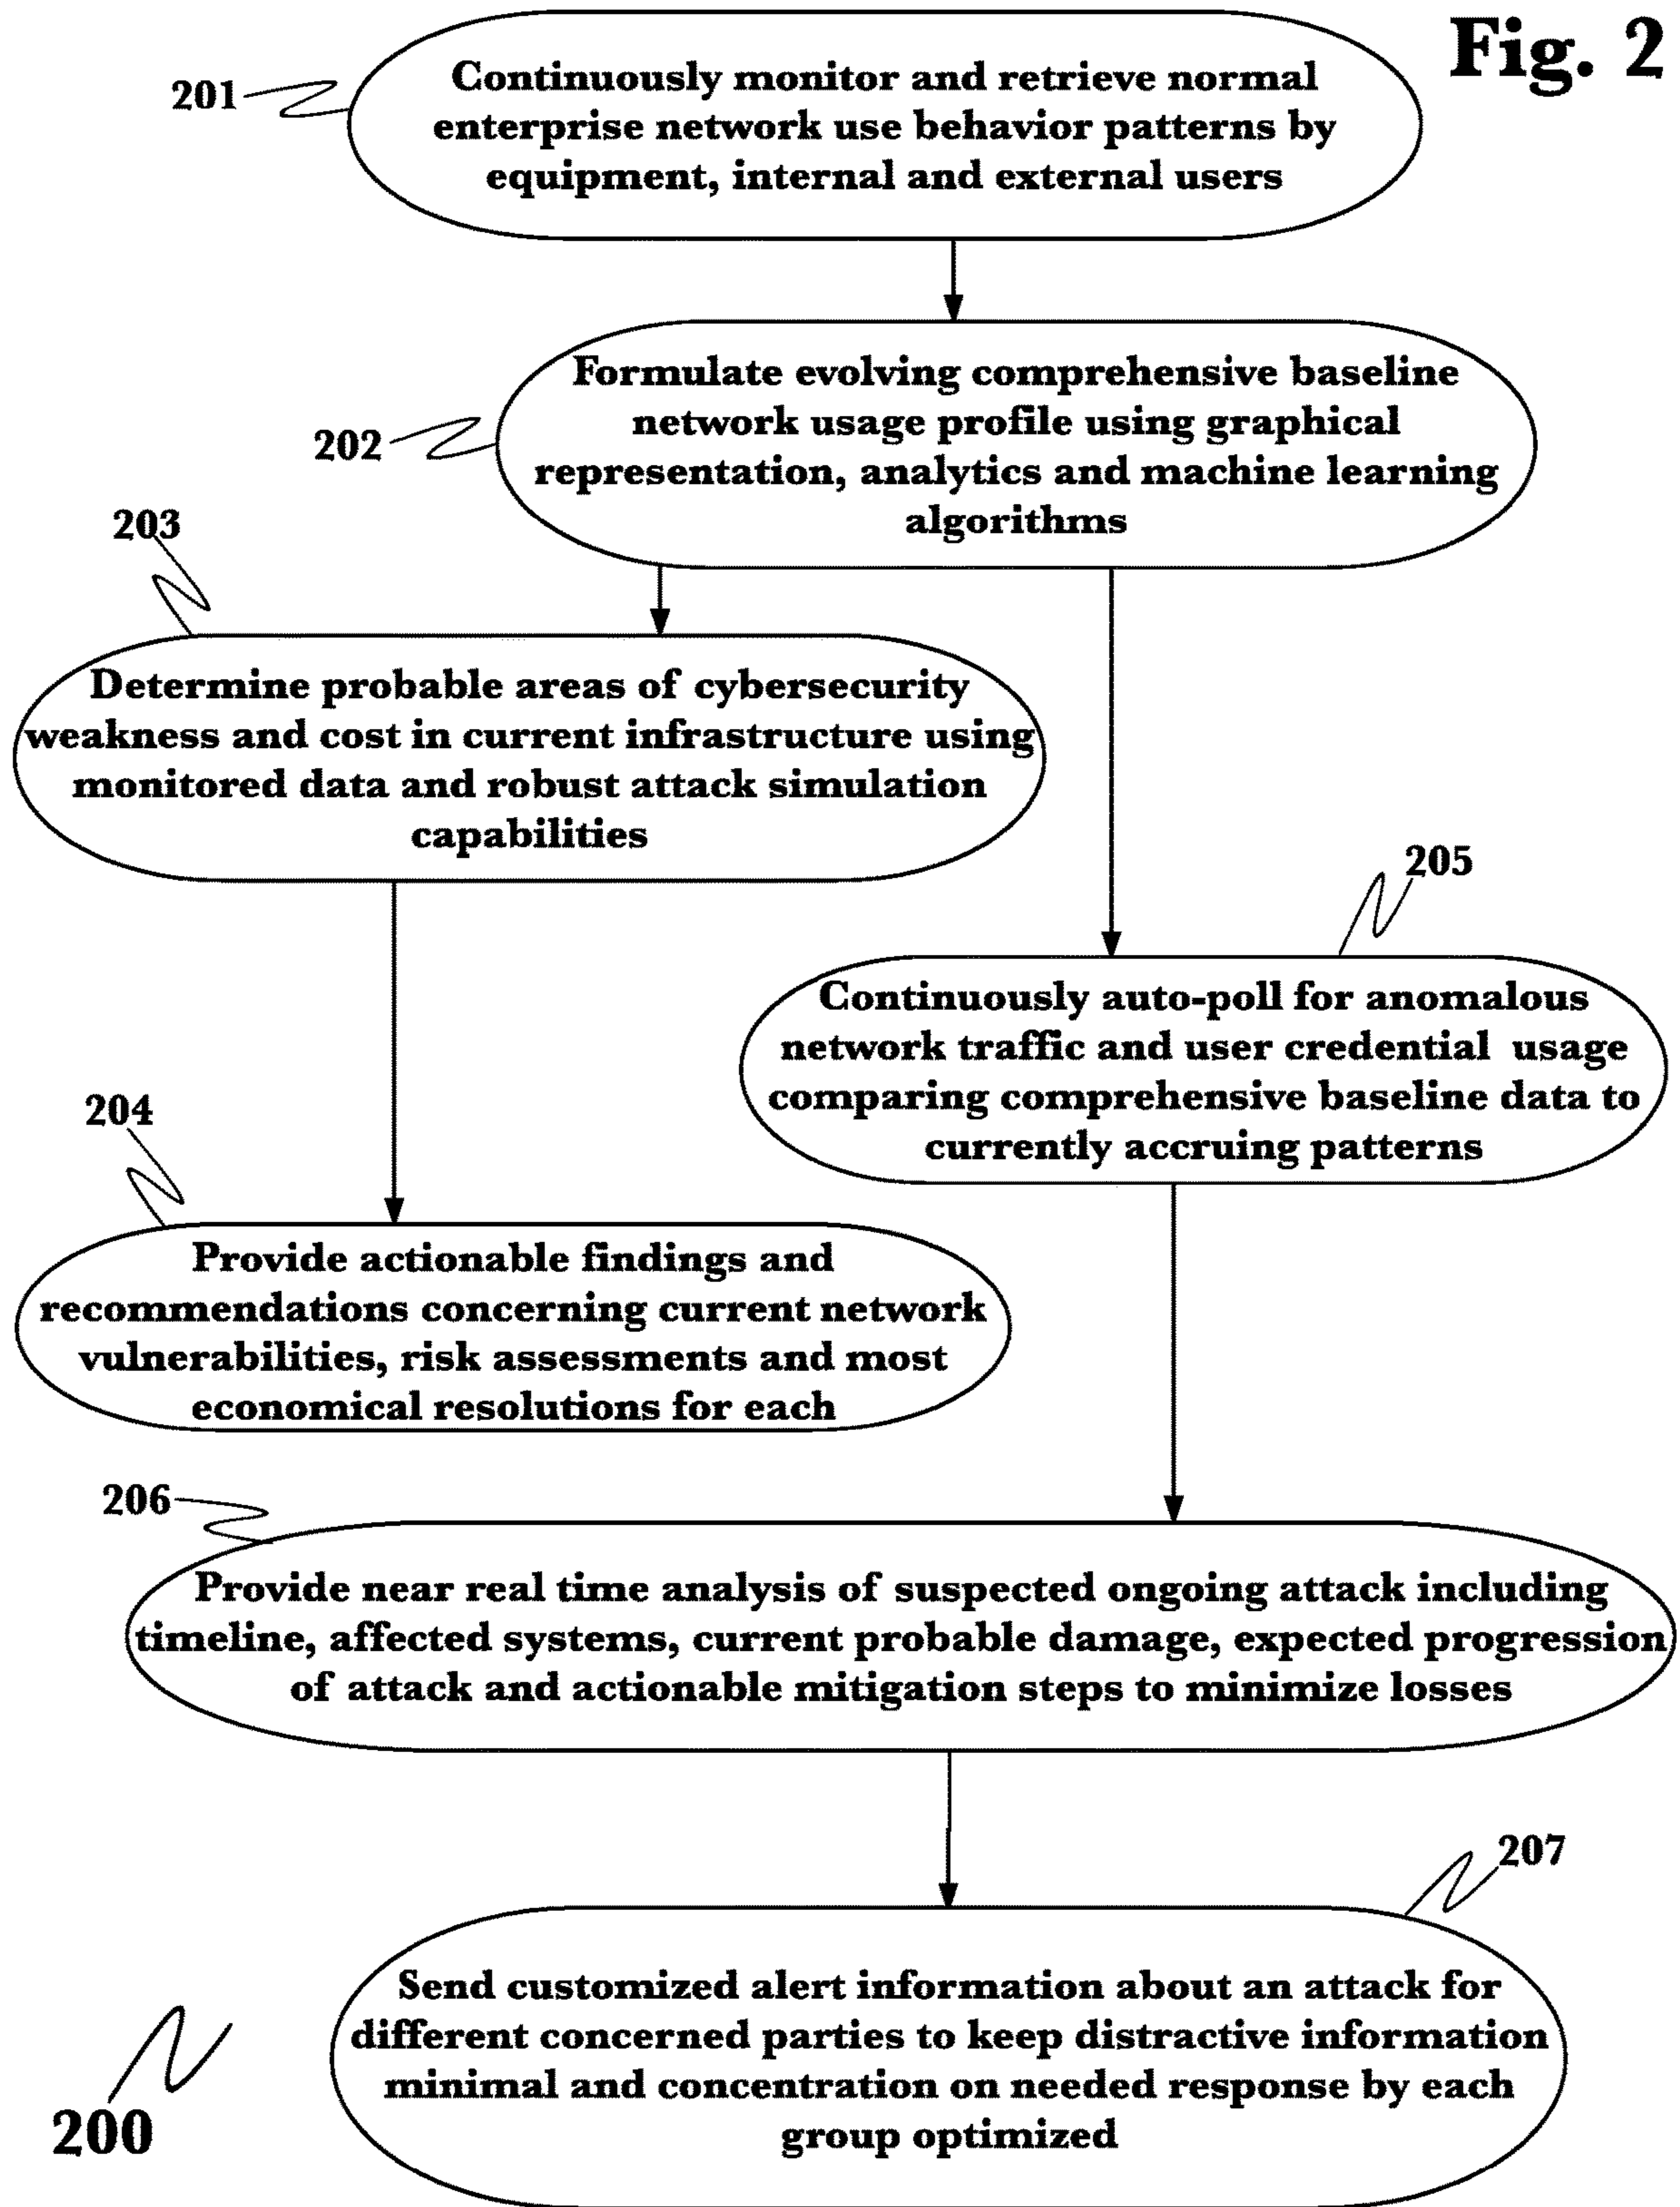 Fig. 2
201
Continuously monitor and retrieve normal
enterprise network use behavior patterns by
equipment, internal and external users
202
Formulate evolving comprehensive baseline
network usage profile using graphical
representation, analytics and machine learning
algorithms
203
Determine probable areas of cybersecurity
weakness and cost in current infrastructure using
monitored data and robust attack simulation
capabilities
205
Continuously auto-poll for anomalous
network traffic and user credential usage
comparing comprehensive baseline data to
currently accruing patterns
204
Provide actionable findings and
recommendations concerning current network
vulnerabilities, risk assessments and most
economical resolutions for each
206
Provide near real time analysis of suspected ongoing attack including
timeline, affected systems, current probable damage, expected progression
of attack and actionable mitigation steps to minimize losses
207
Send customized alert information about an attack for
different concerned parties to keep distractive information
minimal and concentration on needed response by each
group optimized
200